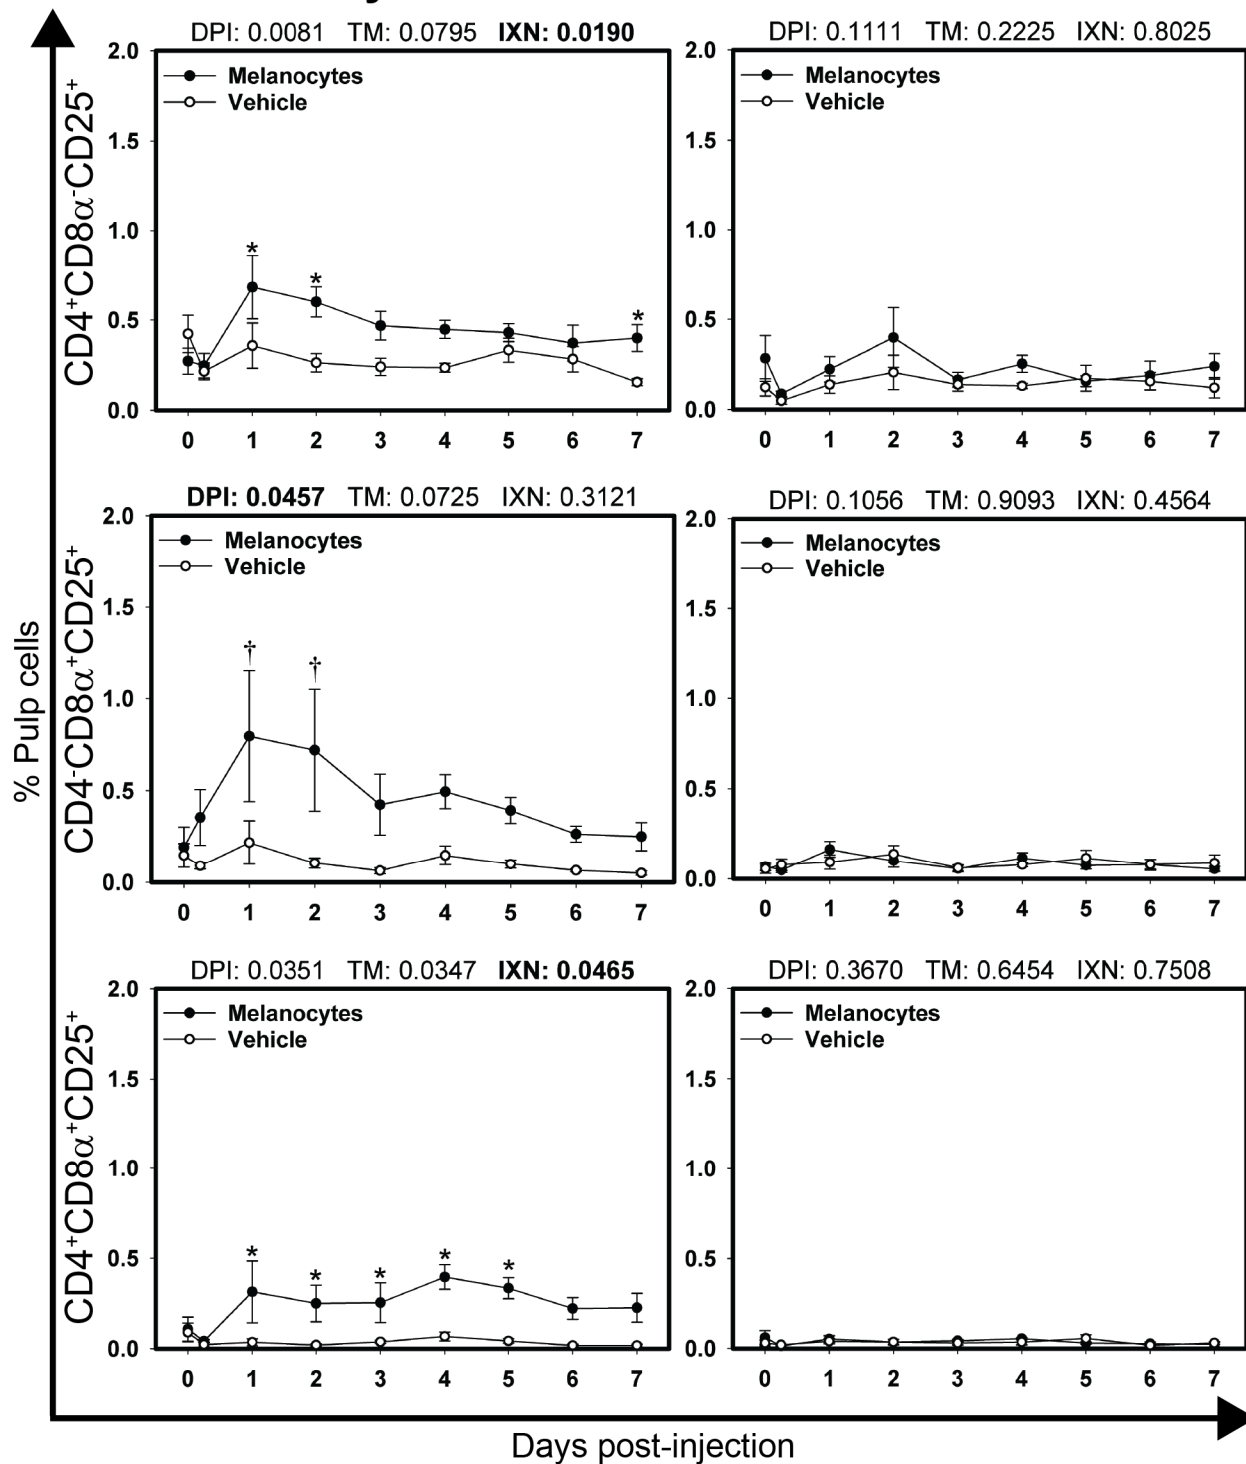 DPI: 0.0081 TM: 0.0795 IXN: 0.0190
DPI: 0.1111 TM: 0.2225 IXN: 0.8025
CD4⁺CD8α⁻CD25⁺
2.0
1.5
1.0
0.5
0.0
Melanocytes
Vehicle
*
*
*
0 1 2 3 4 5 6 7
2.0
1.5
1.0
0.5
0.0
Melanocytes
Vehicle
0 1 2 3 4 5 6 7
DPI: 0.0457 TM: 0.0725 IXN: 0.3121
DPI: 0.1056 TM: 0.9093 IXN: 0.4564
% Pulp cells
CD4⁻CD8α⁺CD25⁺
2.0
1.5
1.0
0.5
0.0
Melanocytes
Vehicle
†
†
0 1 2 3 4 5 6 7
2.0
1.5
1.0
0.5
0.0
Melanocytes
Vehicle
0 1 2 3 4 5 6 7
DPI: 0.0351 TM: 0.0347 IXN: 0.0465
DPI: 0.3670 TM: 0.6454 IXN: 0.7508
CD4⁺CD8α⁺CD25⁺
2.0
1.5
1.0
0.5
0.0
Melanocytes
Vehicle
*
*
*
*
*
0 1 2 3 4 5 6 7
2.0
1.5
1.0
0.5
0.0
Melanocytes
Vehicle
0 1 2 3 4 5 6 7
Days post-injection